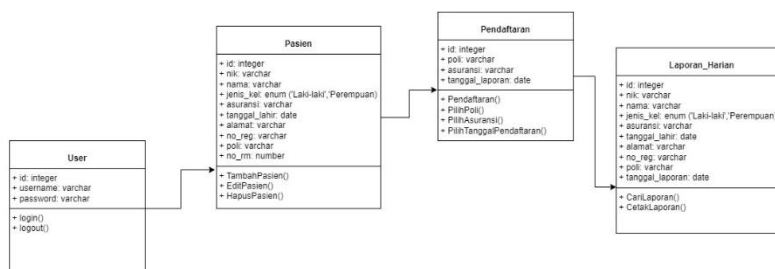 User
+ id: integer
+ username: varchar
+ password: varchar
+ login()
+ logout()
Pasien
+ id: integer
+ nik: varchar
+ nama: varchar
+ jenis_kel: enum ('Laki-laki','Perempuan')
+ asuransi: varchar
+ tanggal_lahir: date
+ alamat: varchar
+ no_reg: varchar
+ poli: varchar
+ no_rm: number
+ TambahPasien()
+ EditPasien()
+ HapusPasien()
Pendaftaran
+ id: integer
+ poli: varchar
+ asuransi: varchar
+ tanggal_laporan: date
+ Pendaftaran()
+ PilihPoli()
+ PilihAsuransi()
+ PilihTanggalPendaftaran()
Laporan_Harian
+ id: integer
+ nik: varchar
+ nama: varchar
+ jenis_kel: enum ('Laki-laki','Perempuan')
+ asuransi: varchar
+ tanggal_lahir: date
+ alamat: varchar
+ no_reg: varchar
+ poli: varchar
+ tanggal_laporan: date
+ CariLaporan()
+ CetakLaporan()